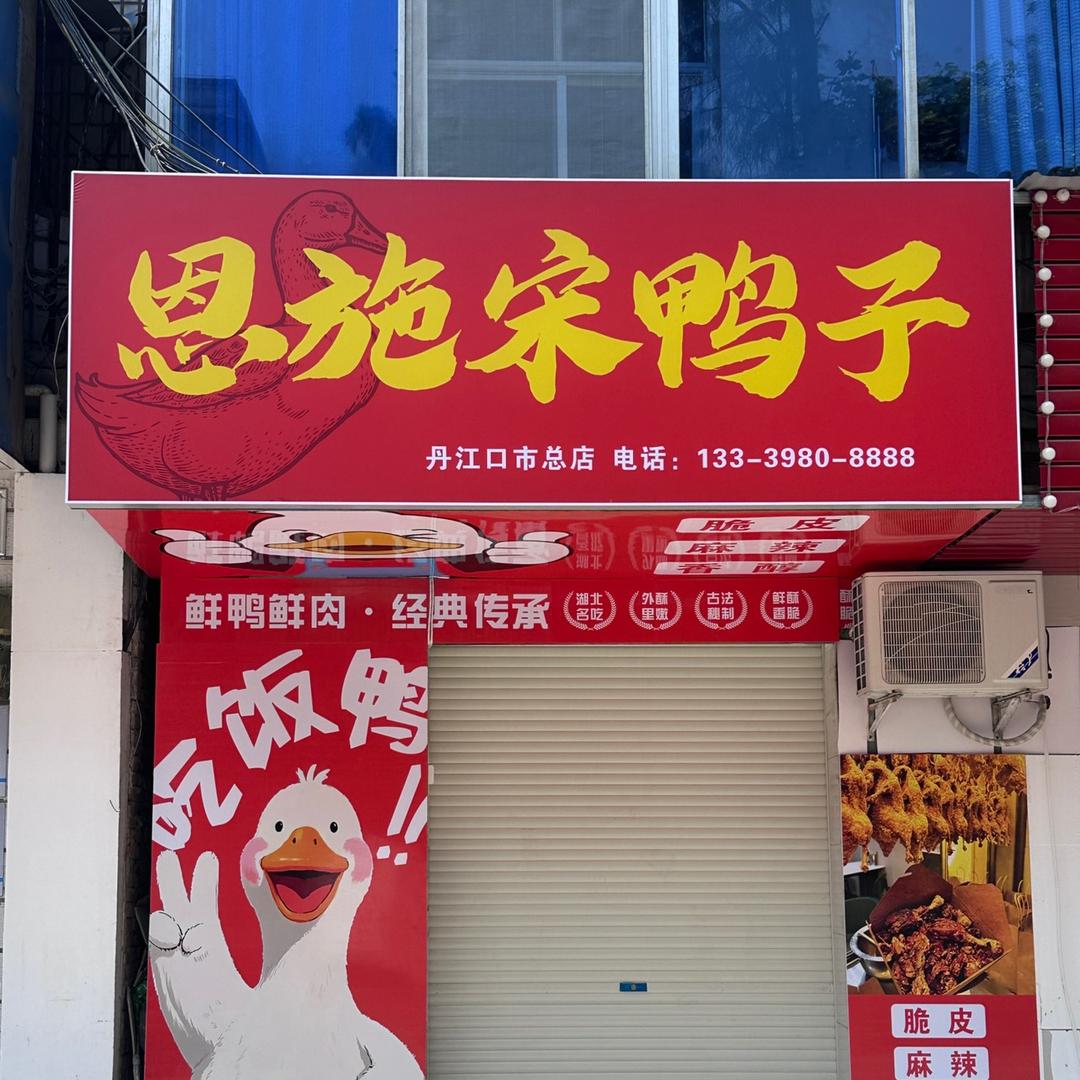 恩施宋鸭子
丹江口市总店 电话：133-3980-8888
脆皮
麻辣
香醇
鲜鸭鲜肉·经典传承
湖北名吃
外酥里嫩
古法秘制
鲜酥香脆
吃饭鸭!!
脆皮
麻辣